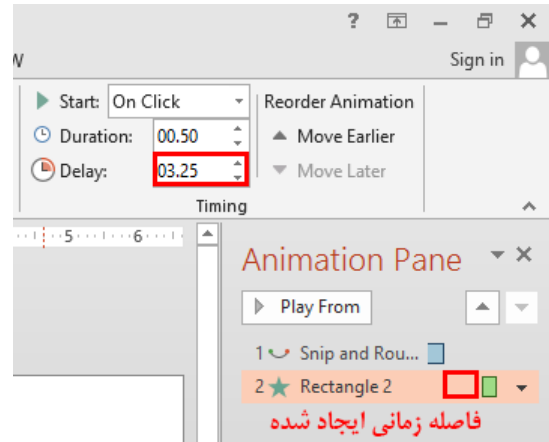 ?
W
Sign in
Start: On Click
Reorder Animation
Duration: 00.50
Move Earlier
Delay: 03.25
Move Later
Timing
5 6
Animation Pane
Play From
1 Snip and Rou...
2 Rectangle 2
فاصله زمانی ایجاد شده